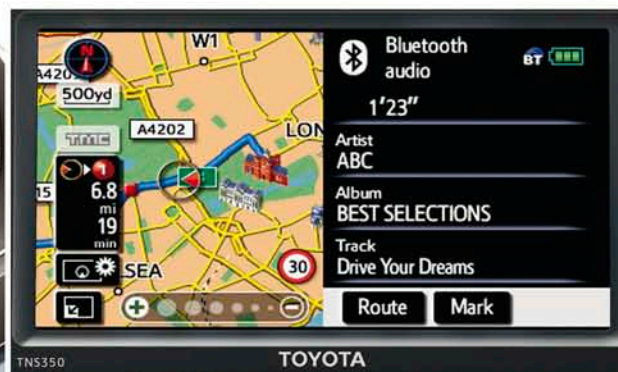 W1
N
A420
500yd
TMC
A4202
LON
1
15
6.8
mi
19
min
SEA
30
Bluetooth
audio
BT
1'23"
Artist
ABC
Album
BEST SELECTIONS
Track
Drive Your Dreams
Route
Mark
TNS350
TOYOTA